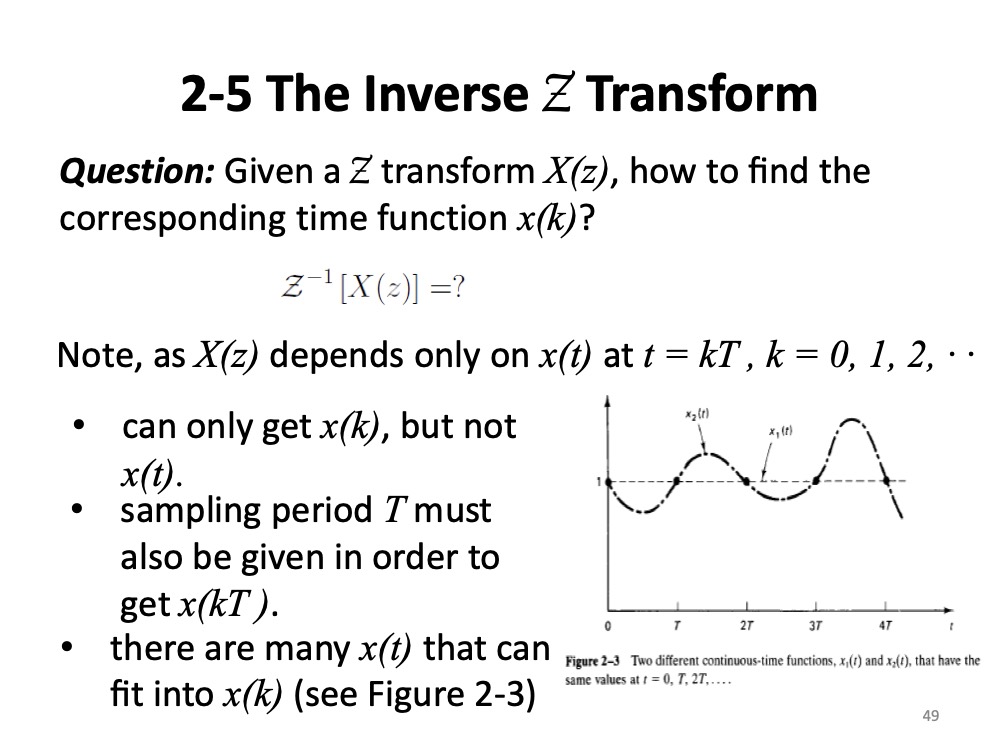 2-5 The Inverse Ƶ Transform
Question: Given a Ƶ transform X(z), how to find the
corresponding time function x(k)?
Ƶ⁻¹ [X(z)] =?
Note, as X(z) depends only on x(t) at t = kT , k = 0, 1, 2, · ·
• can only get x(k), but not
x(t).
• sampling period T must
also be given in order to
get x(kT ).
• there are many x(t) that can
fit into x(k) (see Figure 2-3)
x₂(t)
x₁(t)
1
0 T 2T 3T 4T t
Figure 2–3 Two different continuous-time functions, x₁(t) and x₂(t), that have the
same values at t = 0, T, 2T,....
49